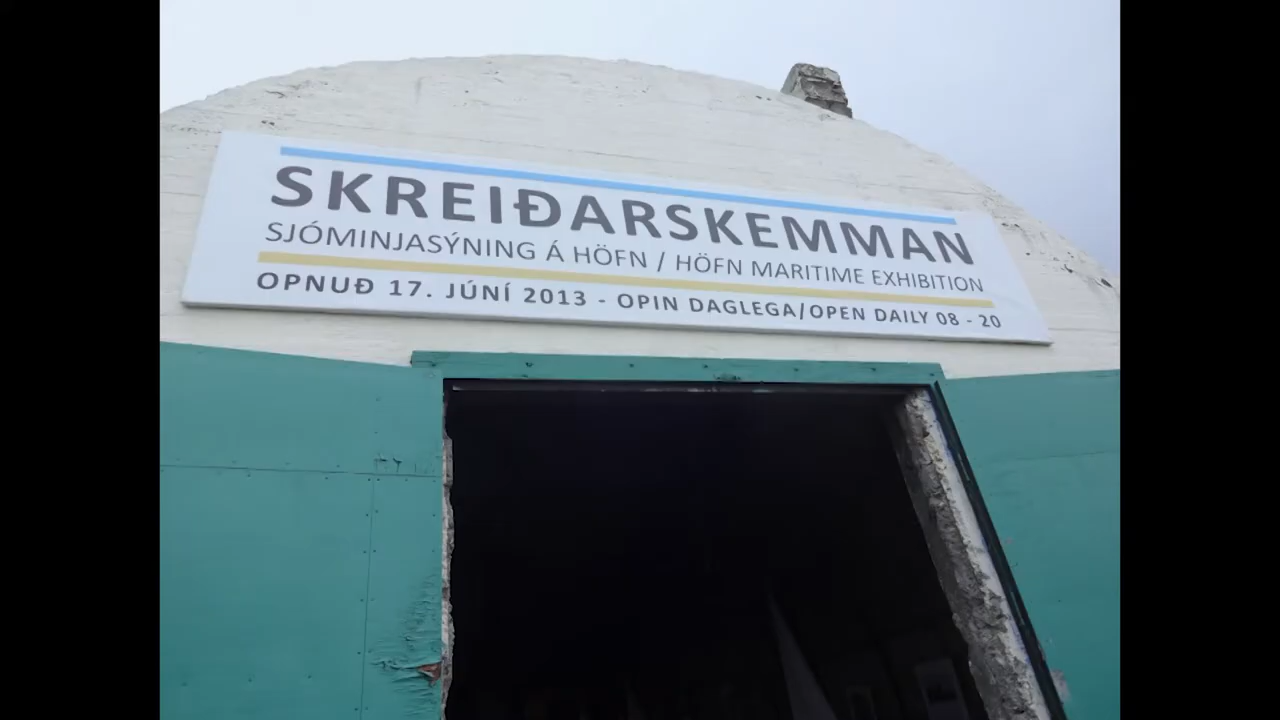 SKREIÐARSKEMMAN
SJÓMINJASÝNING Á HÖFN / HÖFN MARITIME EXHIBITION
OPNUÐ 17. JÚNÍ 2013 - OPIN DAGLEGA/OPEN DAILY 08 - 20